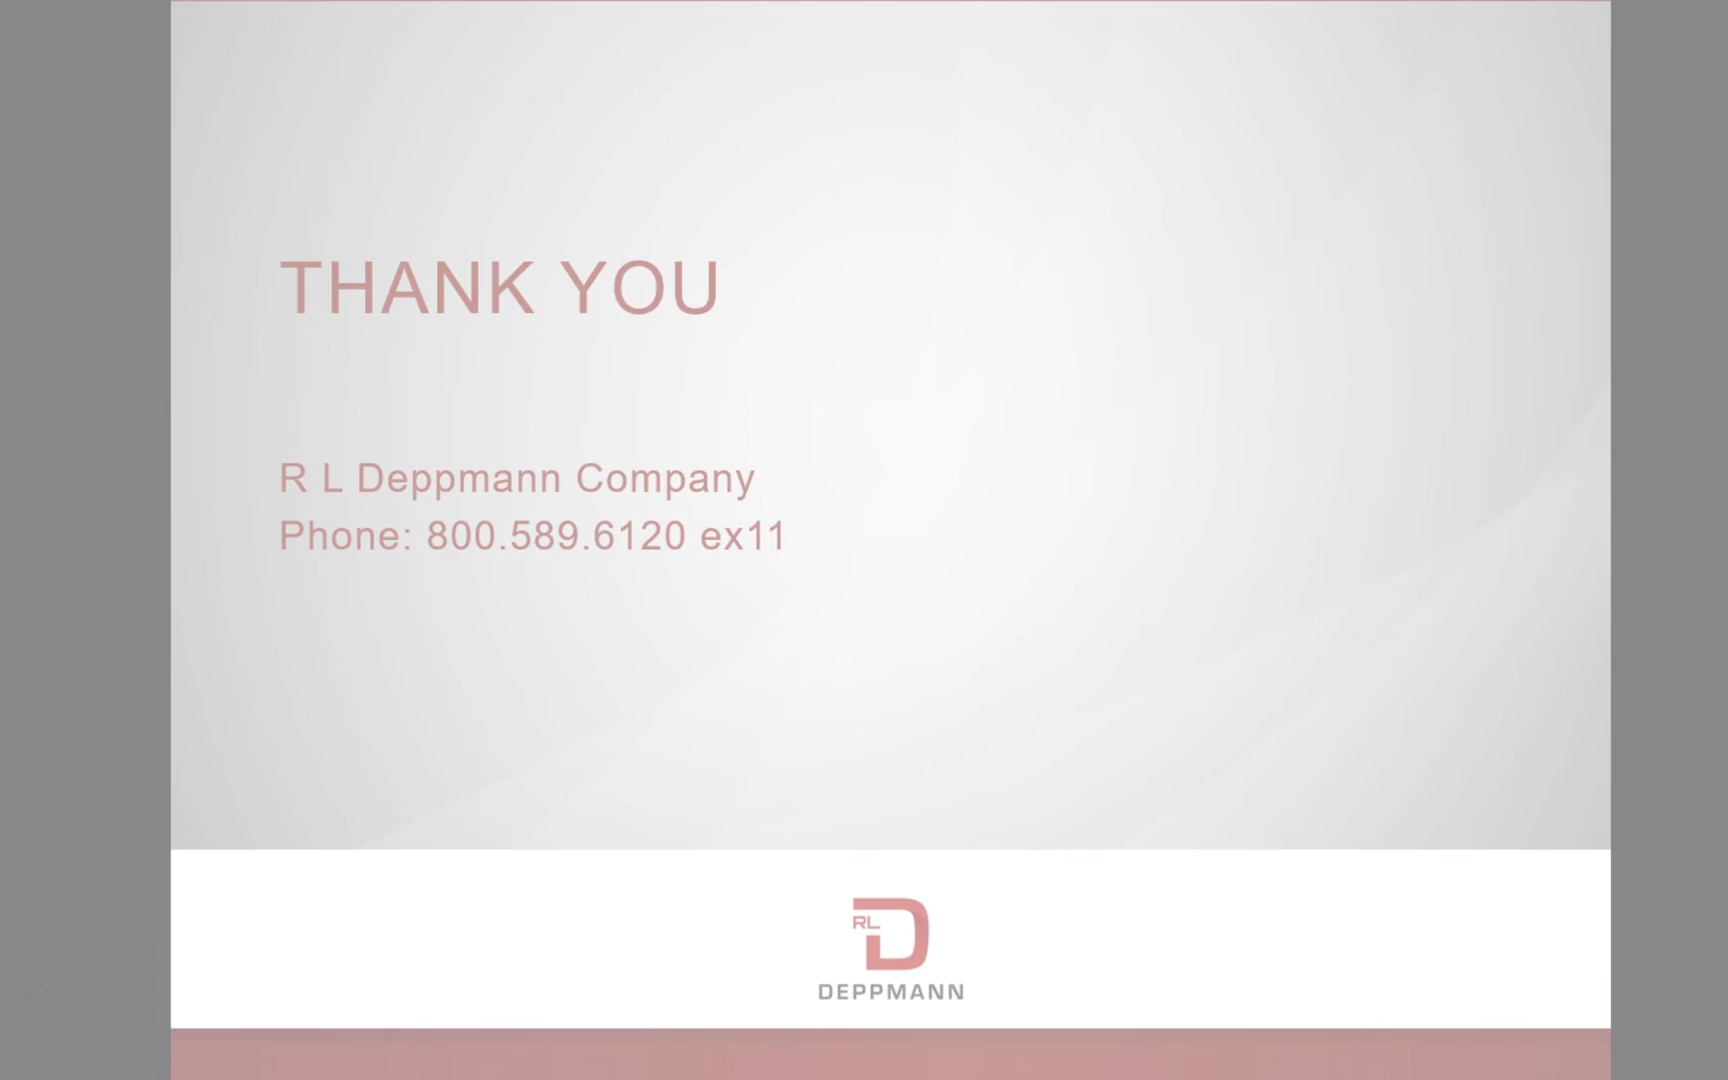 THANK YOU
R L Deppmann Company
Phone: 800.589.6120 ex11
RL
DEPPMANN